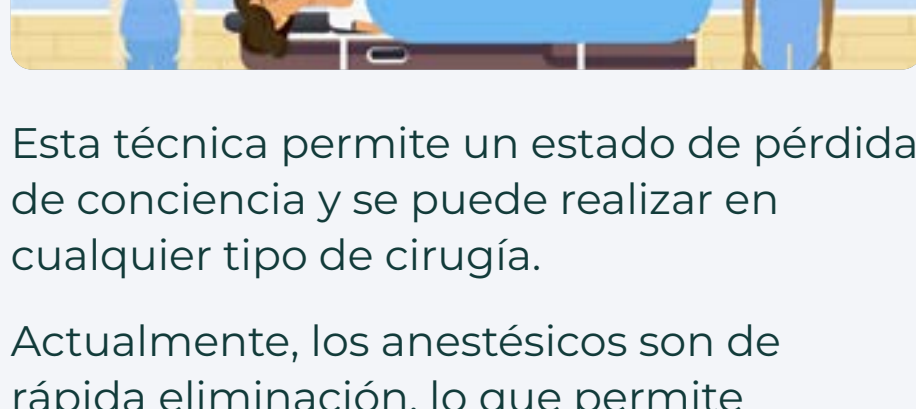 Esta técnica permite un estado de pérdida
de conciencia y se puede realizar en
cualquier tipo de cirugía.
Actualmente, los anestésicos son de
rápida eliminación, lo que permite